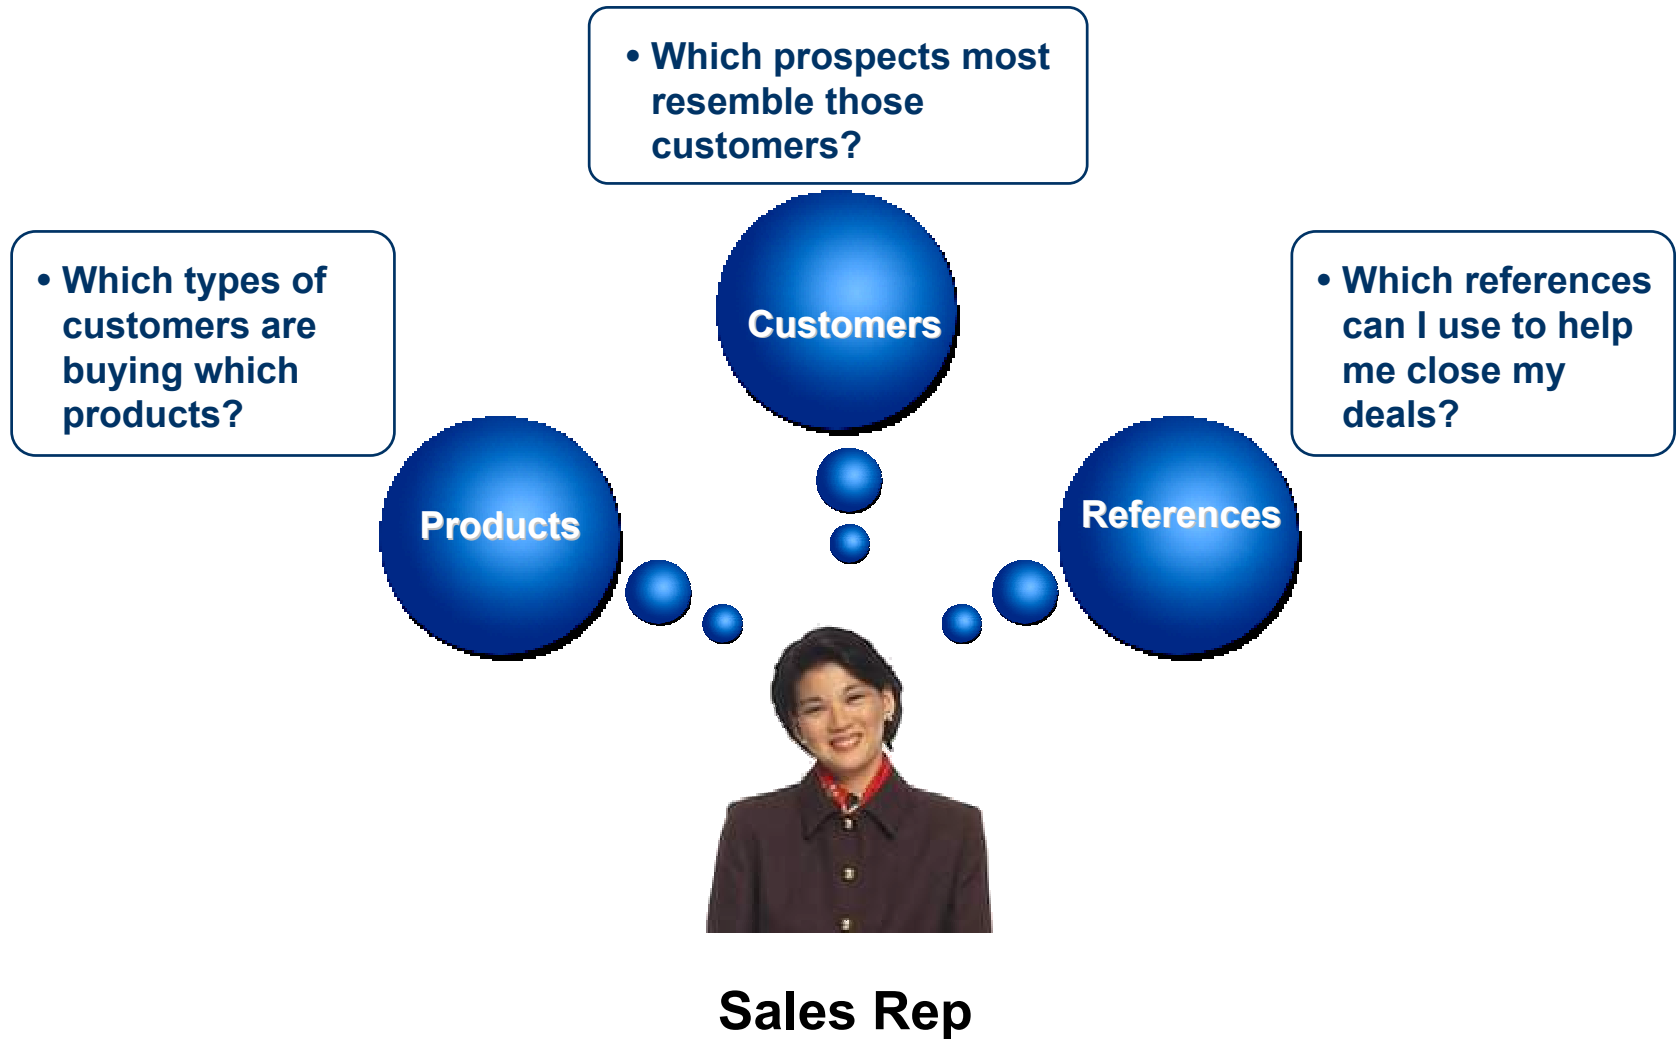 • Which prospects most
resemble those
customers?
Customers
• Which types of
customers are
buying which
products?
Products
• Which references
can I use to help
me close my
deals?
References
Sales Rep